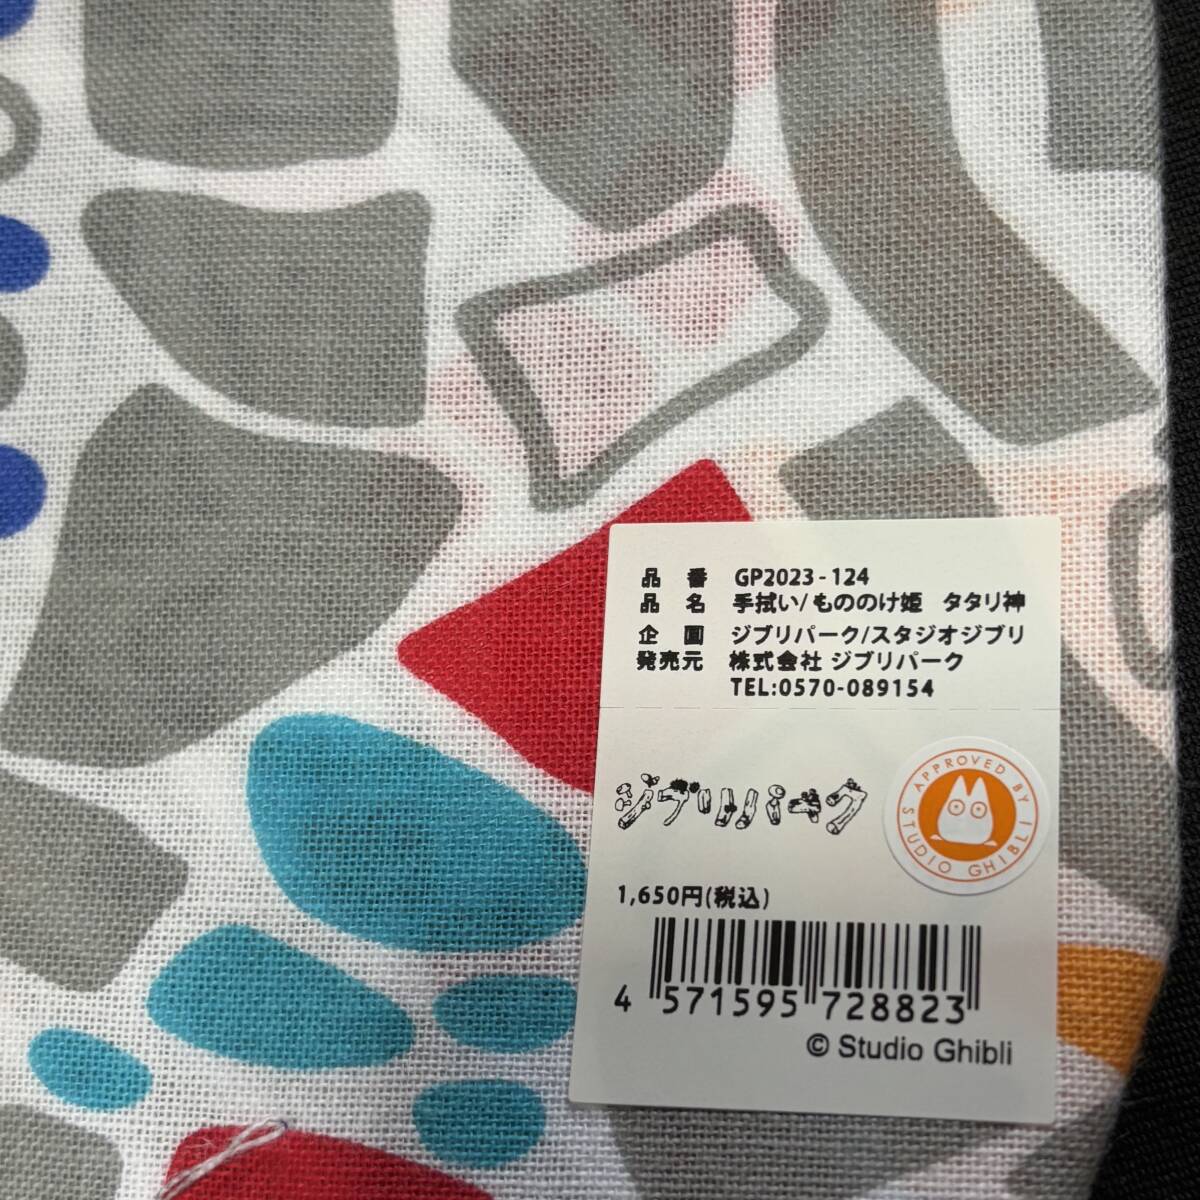 品 番 GP2023-124
品 名 手拭い/もののけ姫 タタリ神
企 画 ジブリパーク/スタジオジブリ
発売元 株式会社 ジブリパーク
TEL:0570-089154
ジブリパーク
APPROVED BY
STUDIO GHIBLI
1,650円(税込)
4 571595 728823
© Studio Ghibli